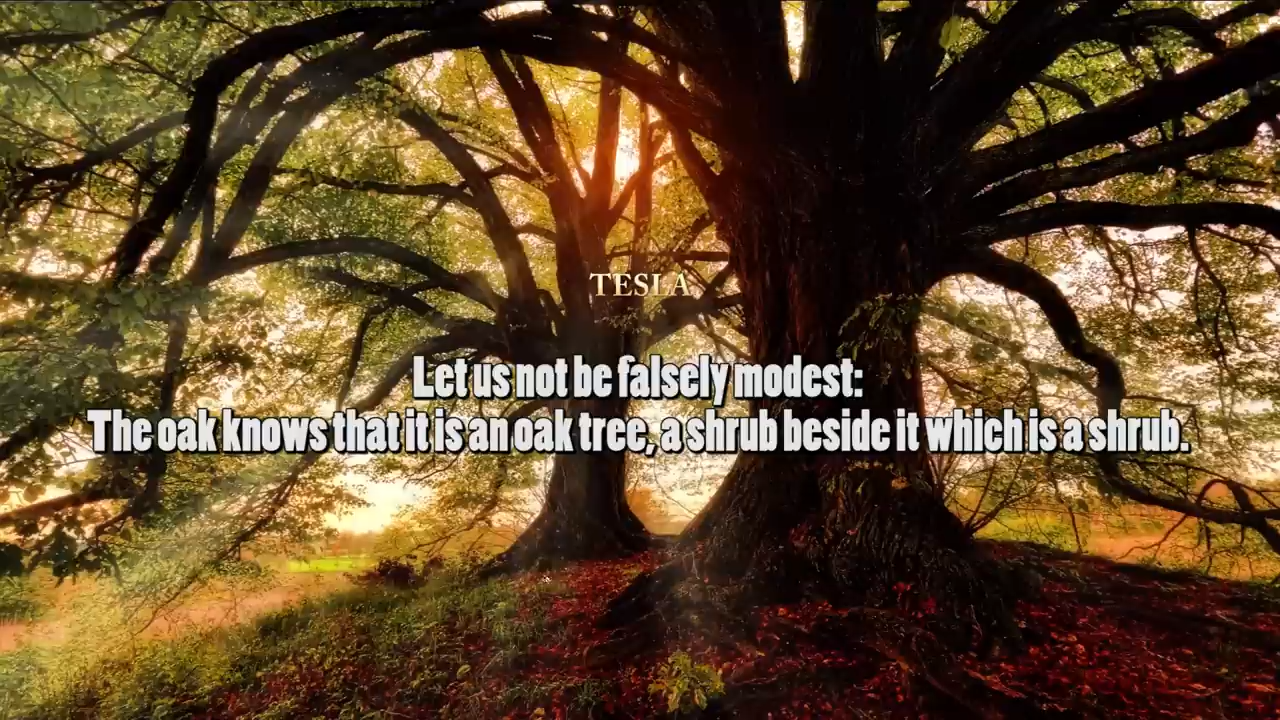 TESLA
Let us not be falsely modest:
The oak knows that it is an oak tree, a shrub beside it which is a shrub.